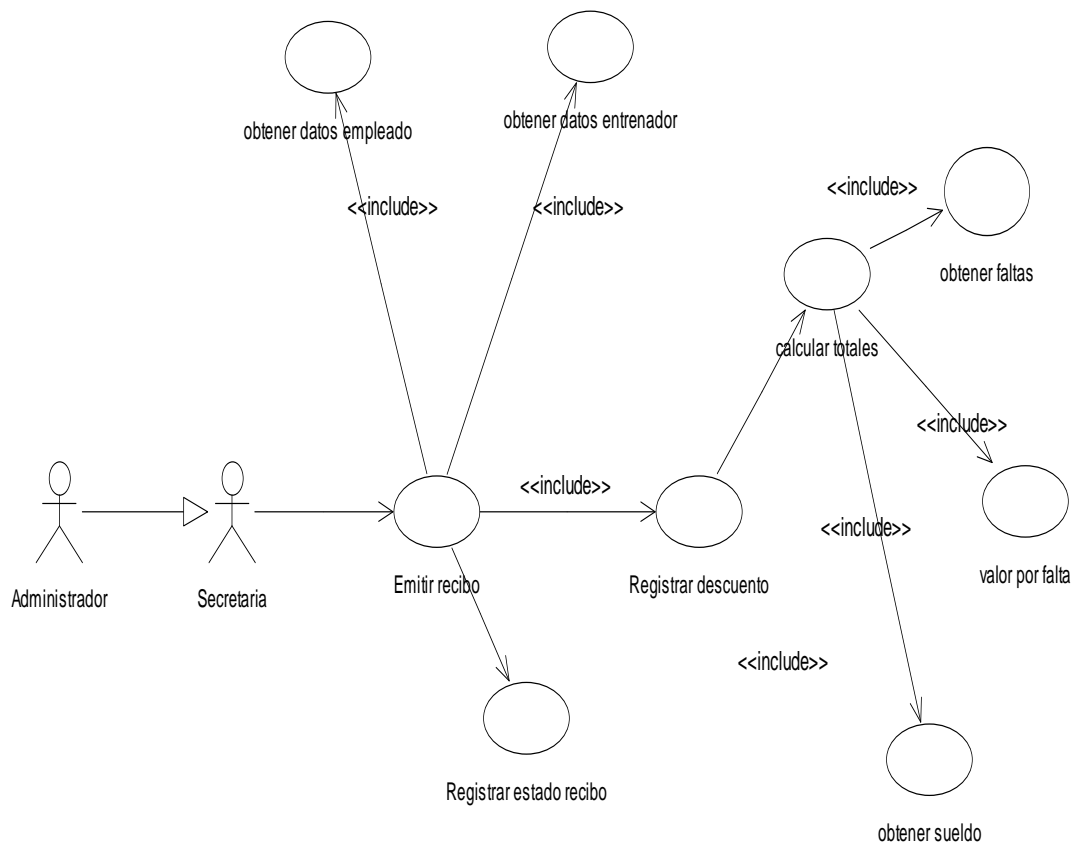 obtener datos empleado
obtener datos entrenador
<<include>>
<<include>>
<<include>>
obtener faltas
calcular totales
<<include>>
<<include>>
<<include>>
valor por falta
Administrador
Secretaria
Emitir recibo
Registrar descuento
<<include>>
Registrar estado recibo
obtener sueldo